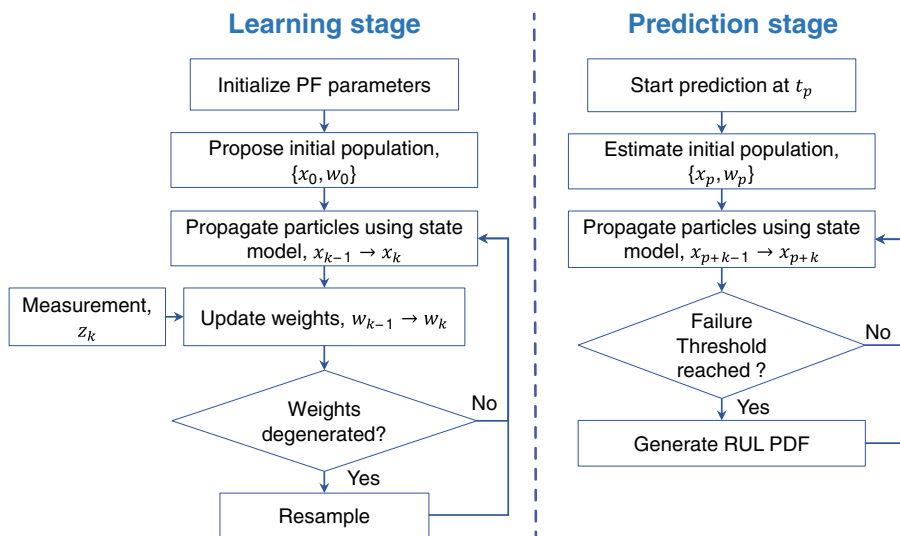 Learning stage
Initialize PF parameters
Propose initial population,
{x₀, w₀}
Propagate particles using state
model, xₖ₋₁ → xₖ
Measurement,
zₖ
Update weights, wₖ₋₁ → wₖ
Weights
degenerated?
No
Yes
Resample
Prediction stage
Start prediction at tₚ
Estimate initial population,
{xₚ, wₚ}
Propagate particles using state
model, xₚ₊ₖ₋₁ → xₚ₊ₖ
Failure
Threshold
reached ?
No
Yes
Generate RUL PDF